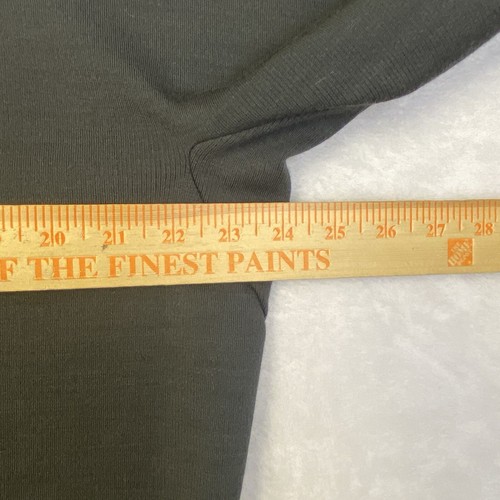 20 21 22 23 24 25 26 27 28
F THE FINEST PAINTS